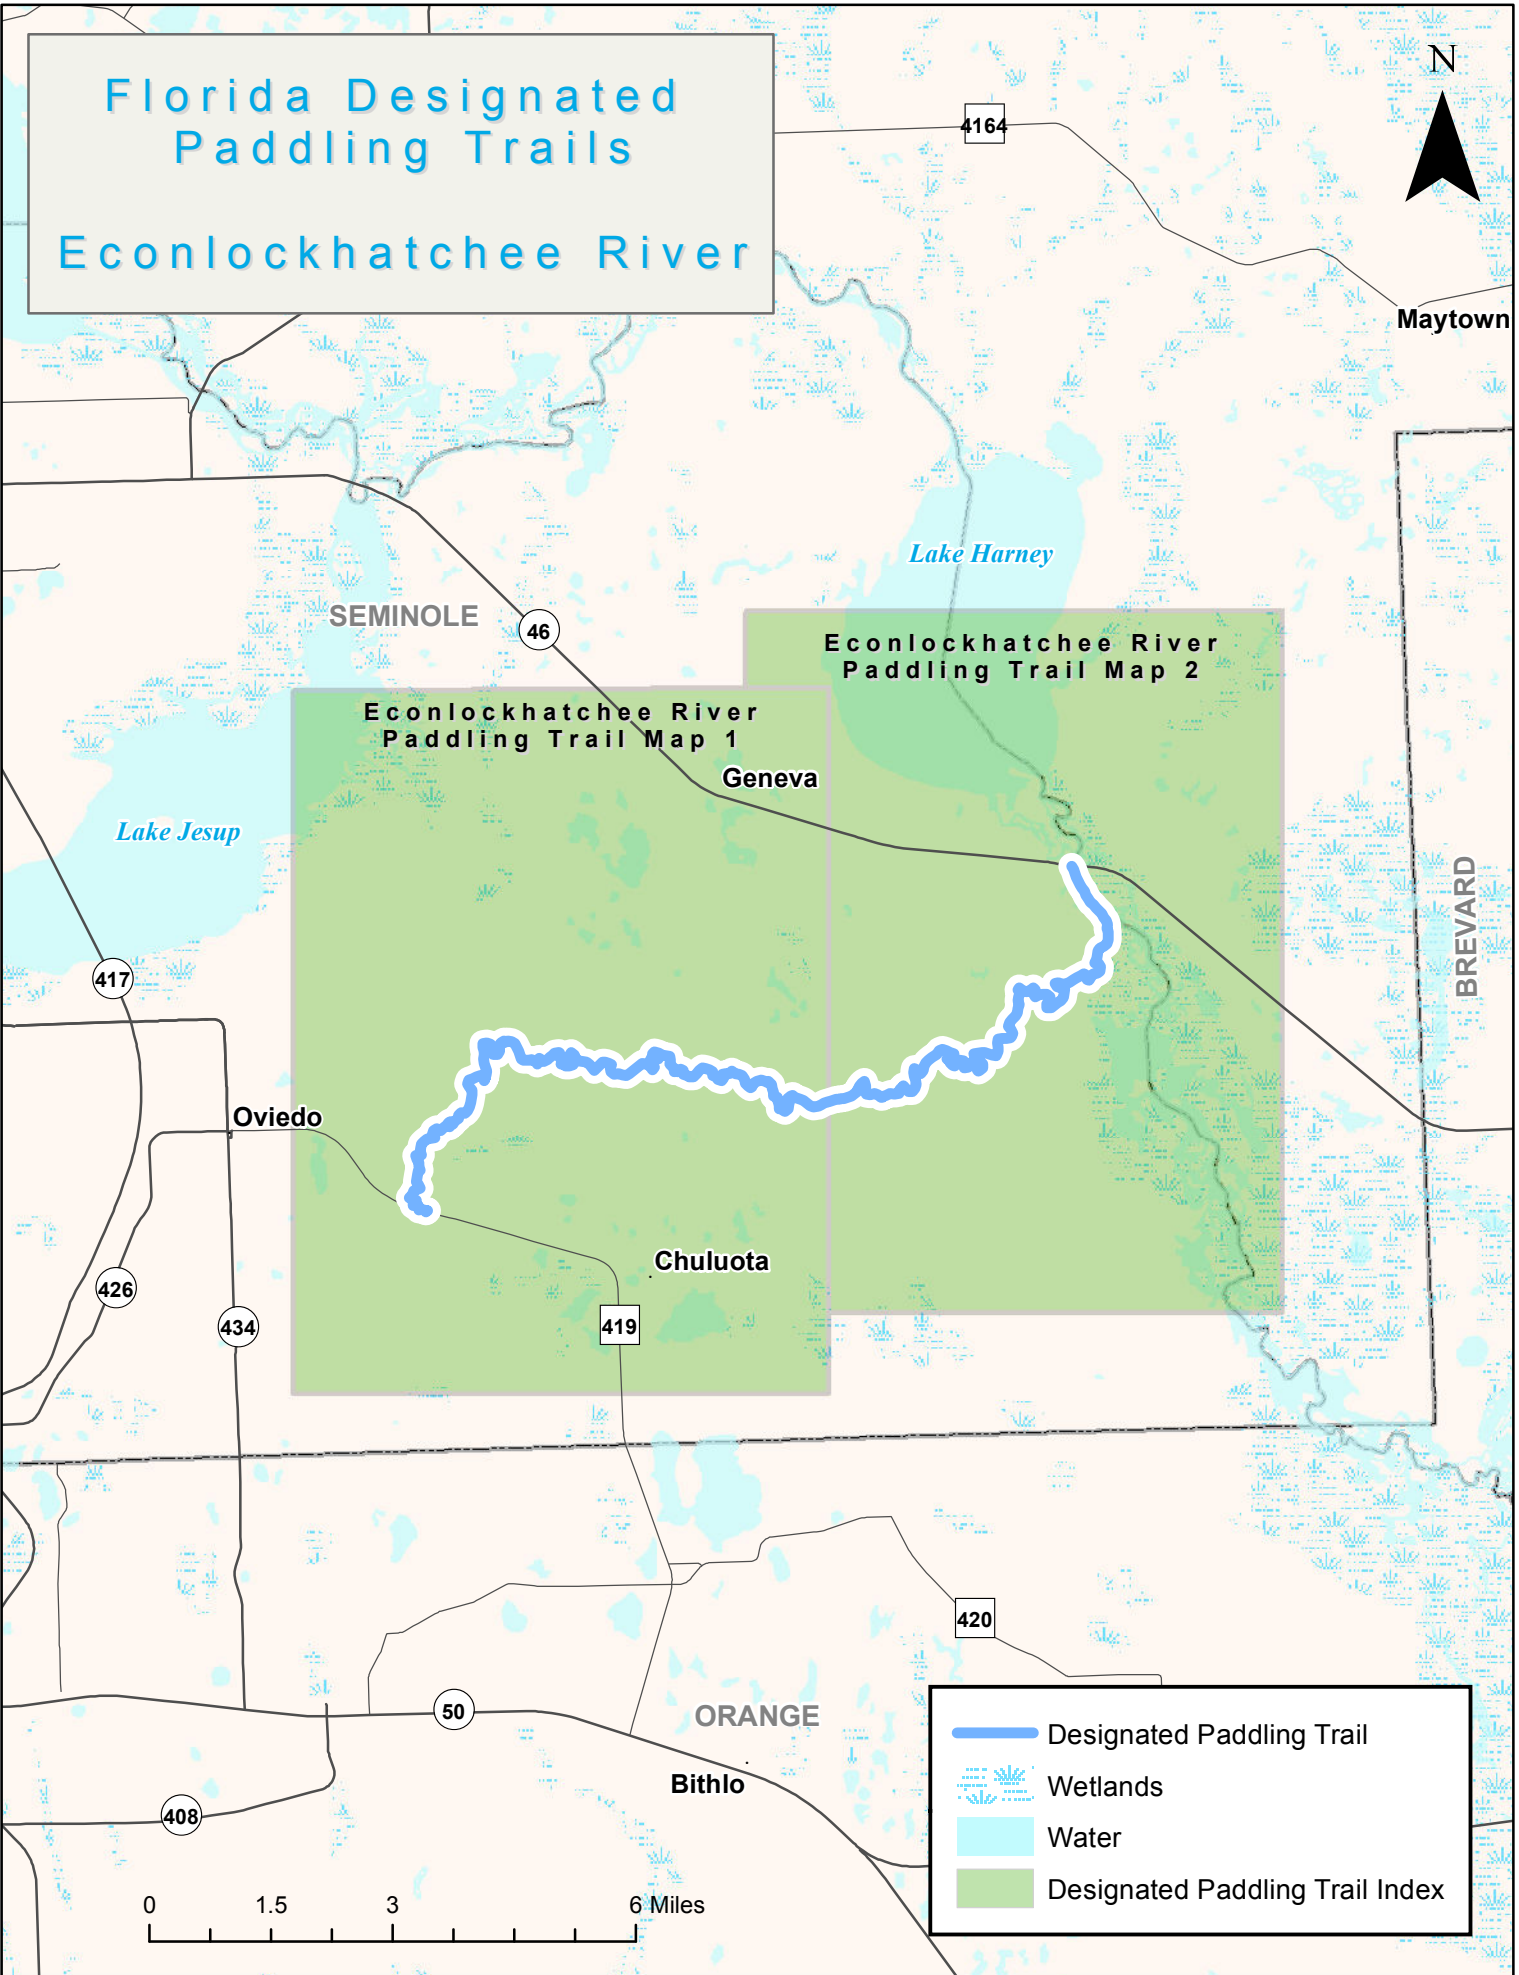 Florida Designated
Paddling Trails
Econlockhatchee River
N
4164
Maytown
Lake Harney
SEMINOLE
46
Econlockhatchee River
Paddling Trail Map 2
Econlockhatchee River
Paddling Trail Map 1
Geneva
Lake Jesup
BREVARD
417
Oviedo
Chuluota
426
434
419
420
50
ORANGE
Bithlo
408
Designated Paddling Trail
Wetlands
Water
Designated Paddling Trail Index
0 1.5 3 6 Miles